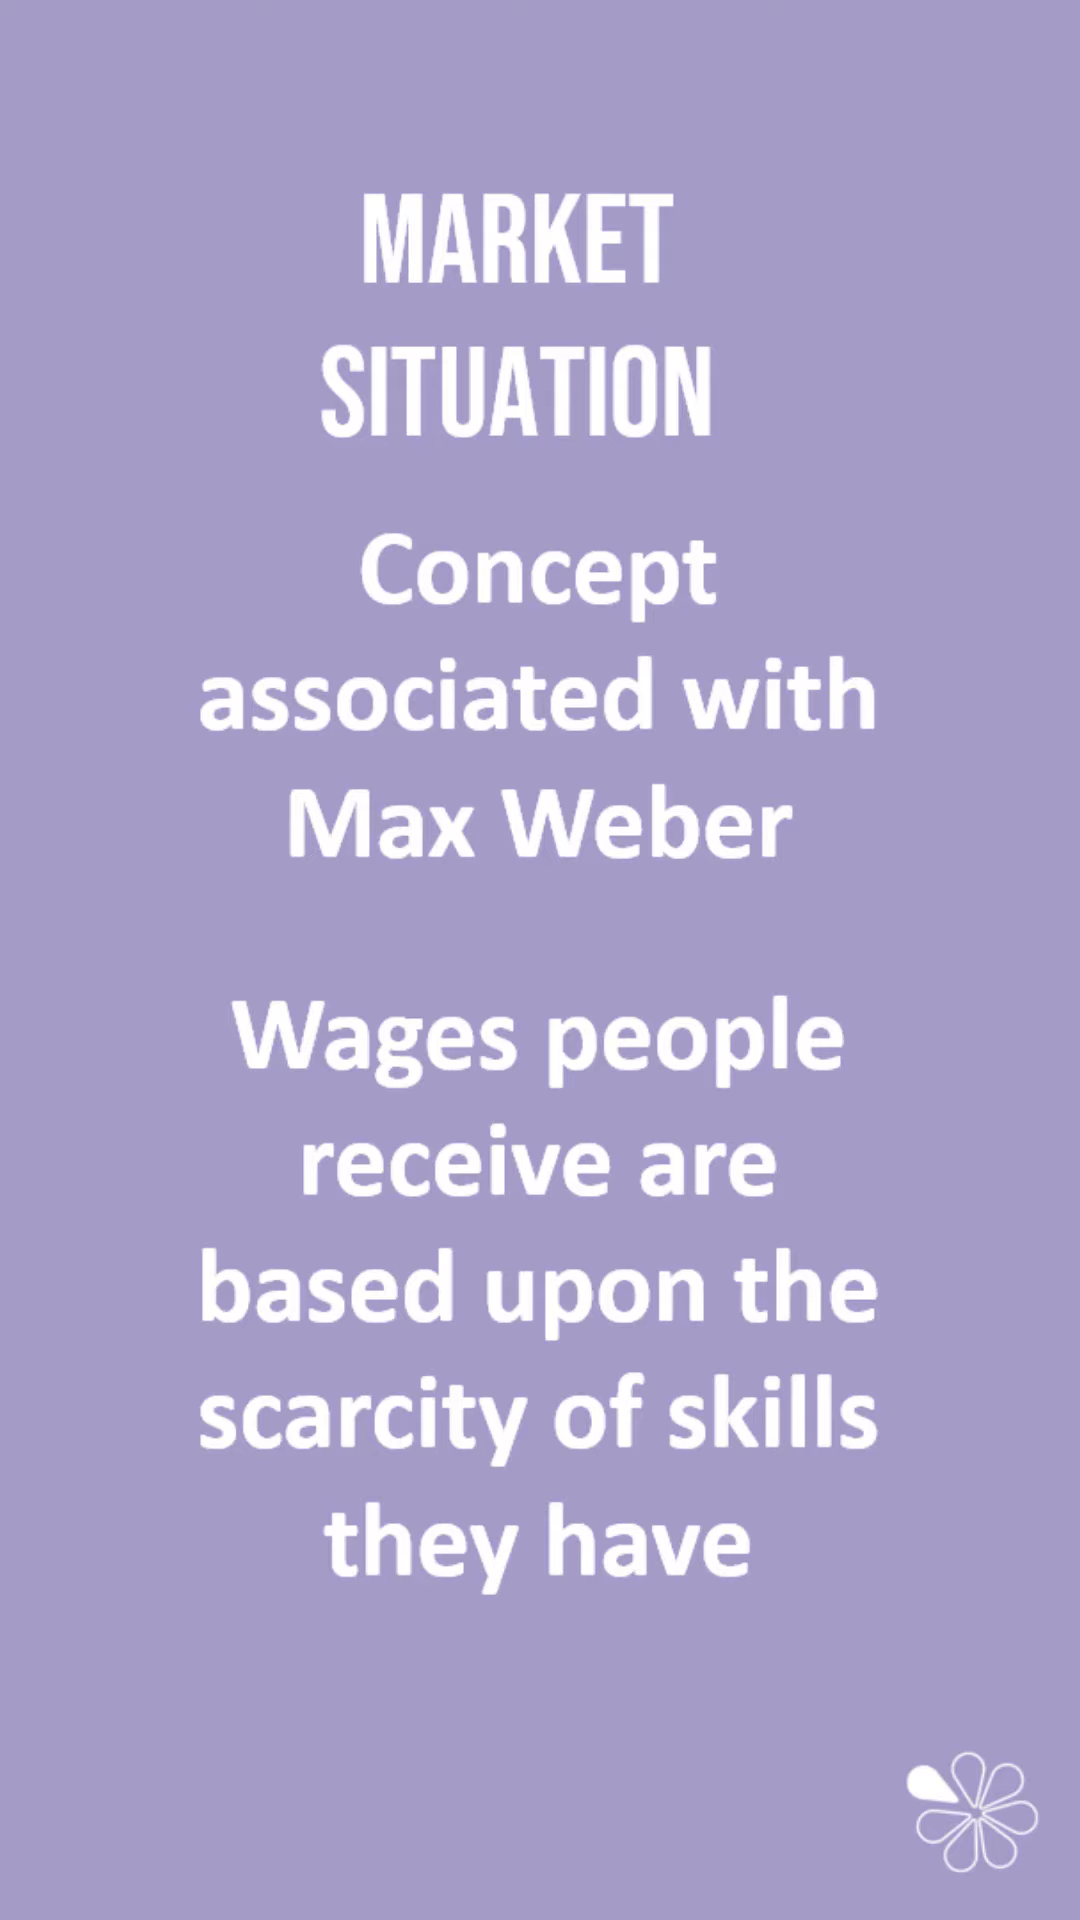 MARKET
SITUATION
Concept
associated with
Max Weber
Wages people
receive are
based upon the
scarcity of skills
they have